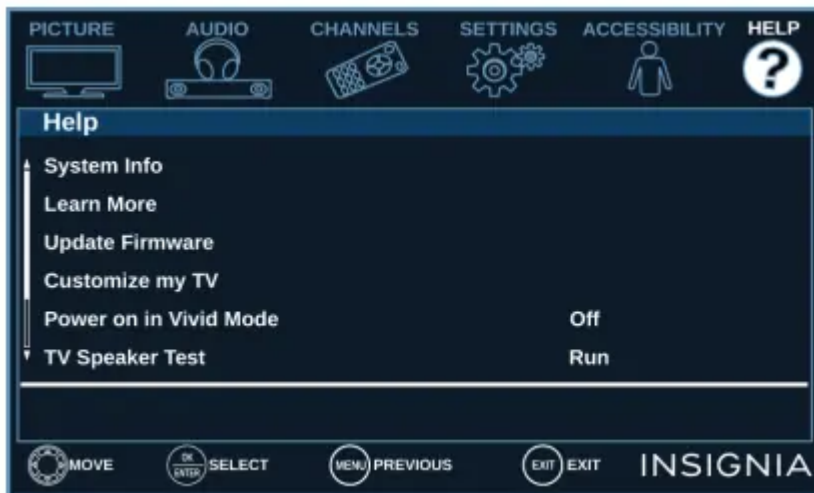 PICTURE AUDIO CHANNELS SETTINGS ACCESSIBILITY HELP
?
Help
System Info
Learn More
Update Firmware
Customize my TV
Power on in Vivid Mode Off
TV Speaker Test Run
MOVE OK ENTER SELECT MENU PREVIOUS EXIT EXIT INSIGNIA